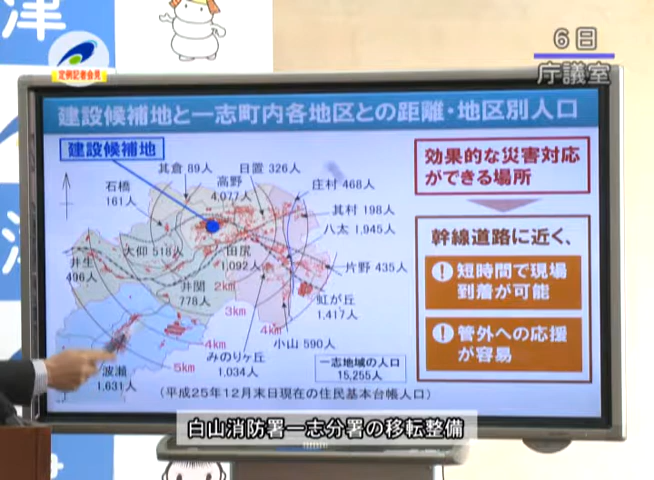 津
定例記者会見
6日
庁議室
建設候補地と一志町内各地区との距離・地区別人口
建設候補地
其倉 89人
日置 326人
石橋
161人
高野
4,077人
庄村 468人
其村 198人
八太 1,945人
大仰 518人
田尻
1,092人
井生
496人
片野 435人
井関
778人
2km
虹が丘
1,417人
3km
4km
4km
小山 590人
みのりヶ丘
1,034人
5km
波瀬
1,631人
一志地域の人口
15,255人
(平成25年12月末日現在の住民基本台帳人口)
効果的な災害対応
ができる場所
幹線道路に近く、
! 短時間で現場
到着が可能
! 管外への応援
が容易
白山消防署一志分署の移転整備